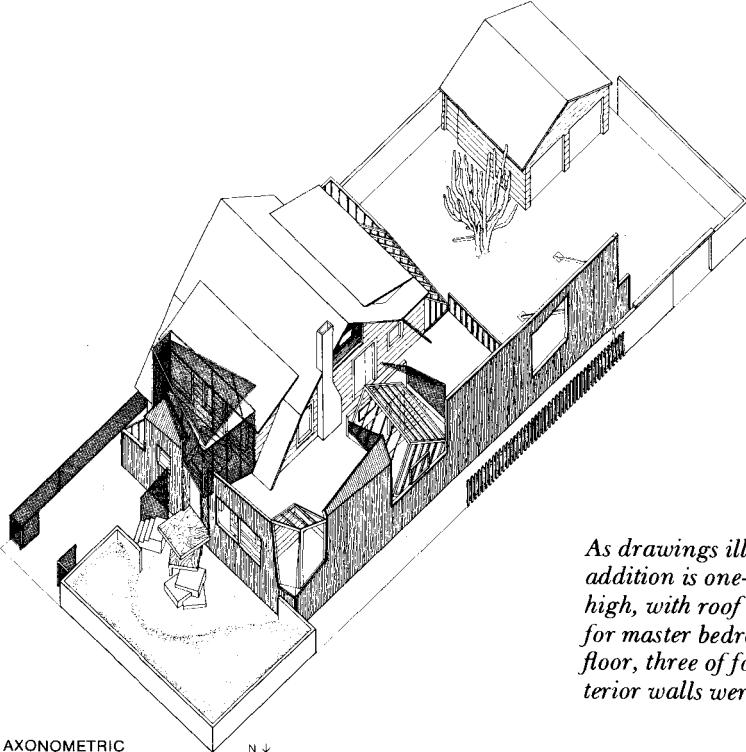 As drawings ill
addition is one-
high, with roof
for master bedr
floor, three of fo
terior walls wer
AXONOMETRIC
N ↓